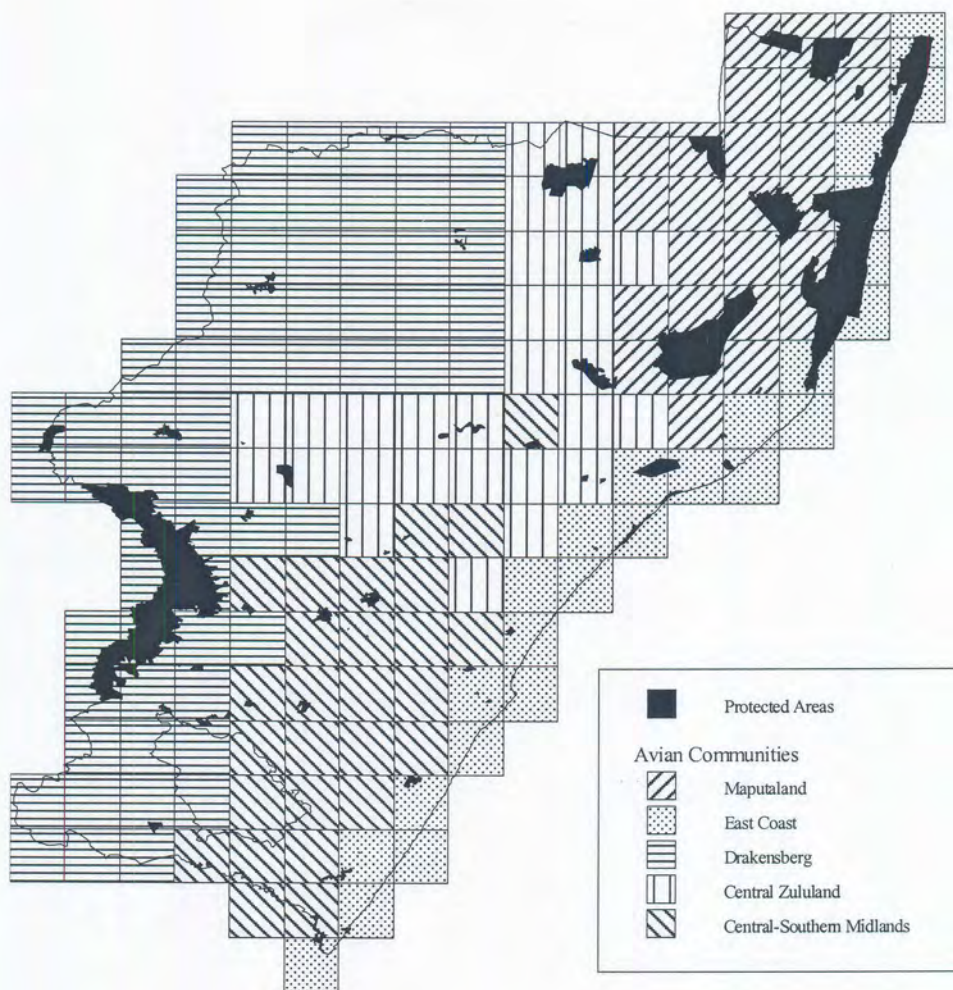 Protected Areas
Avian Communities
Maputaland
East Coast
Drakensberg
Central Zululand
Central-Southern Midlands